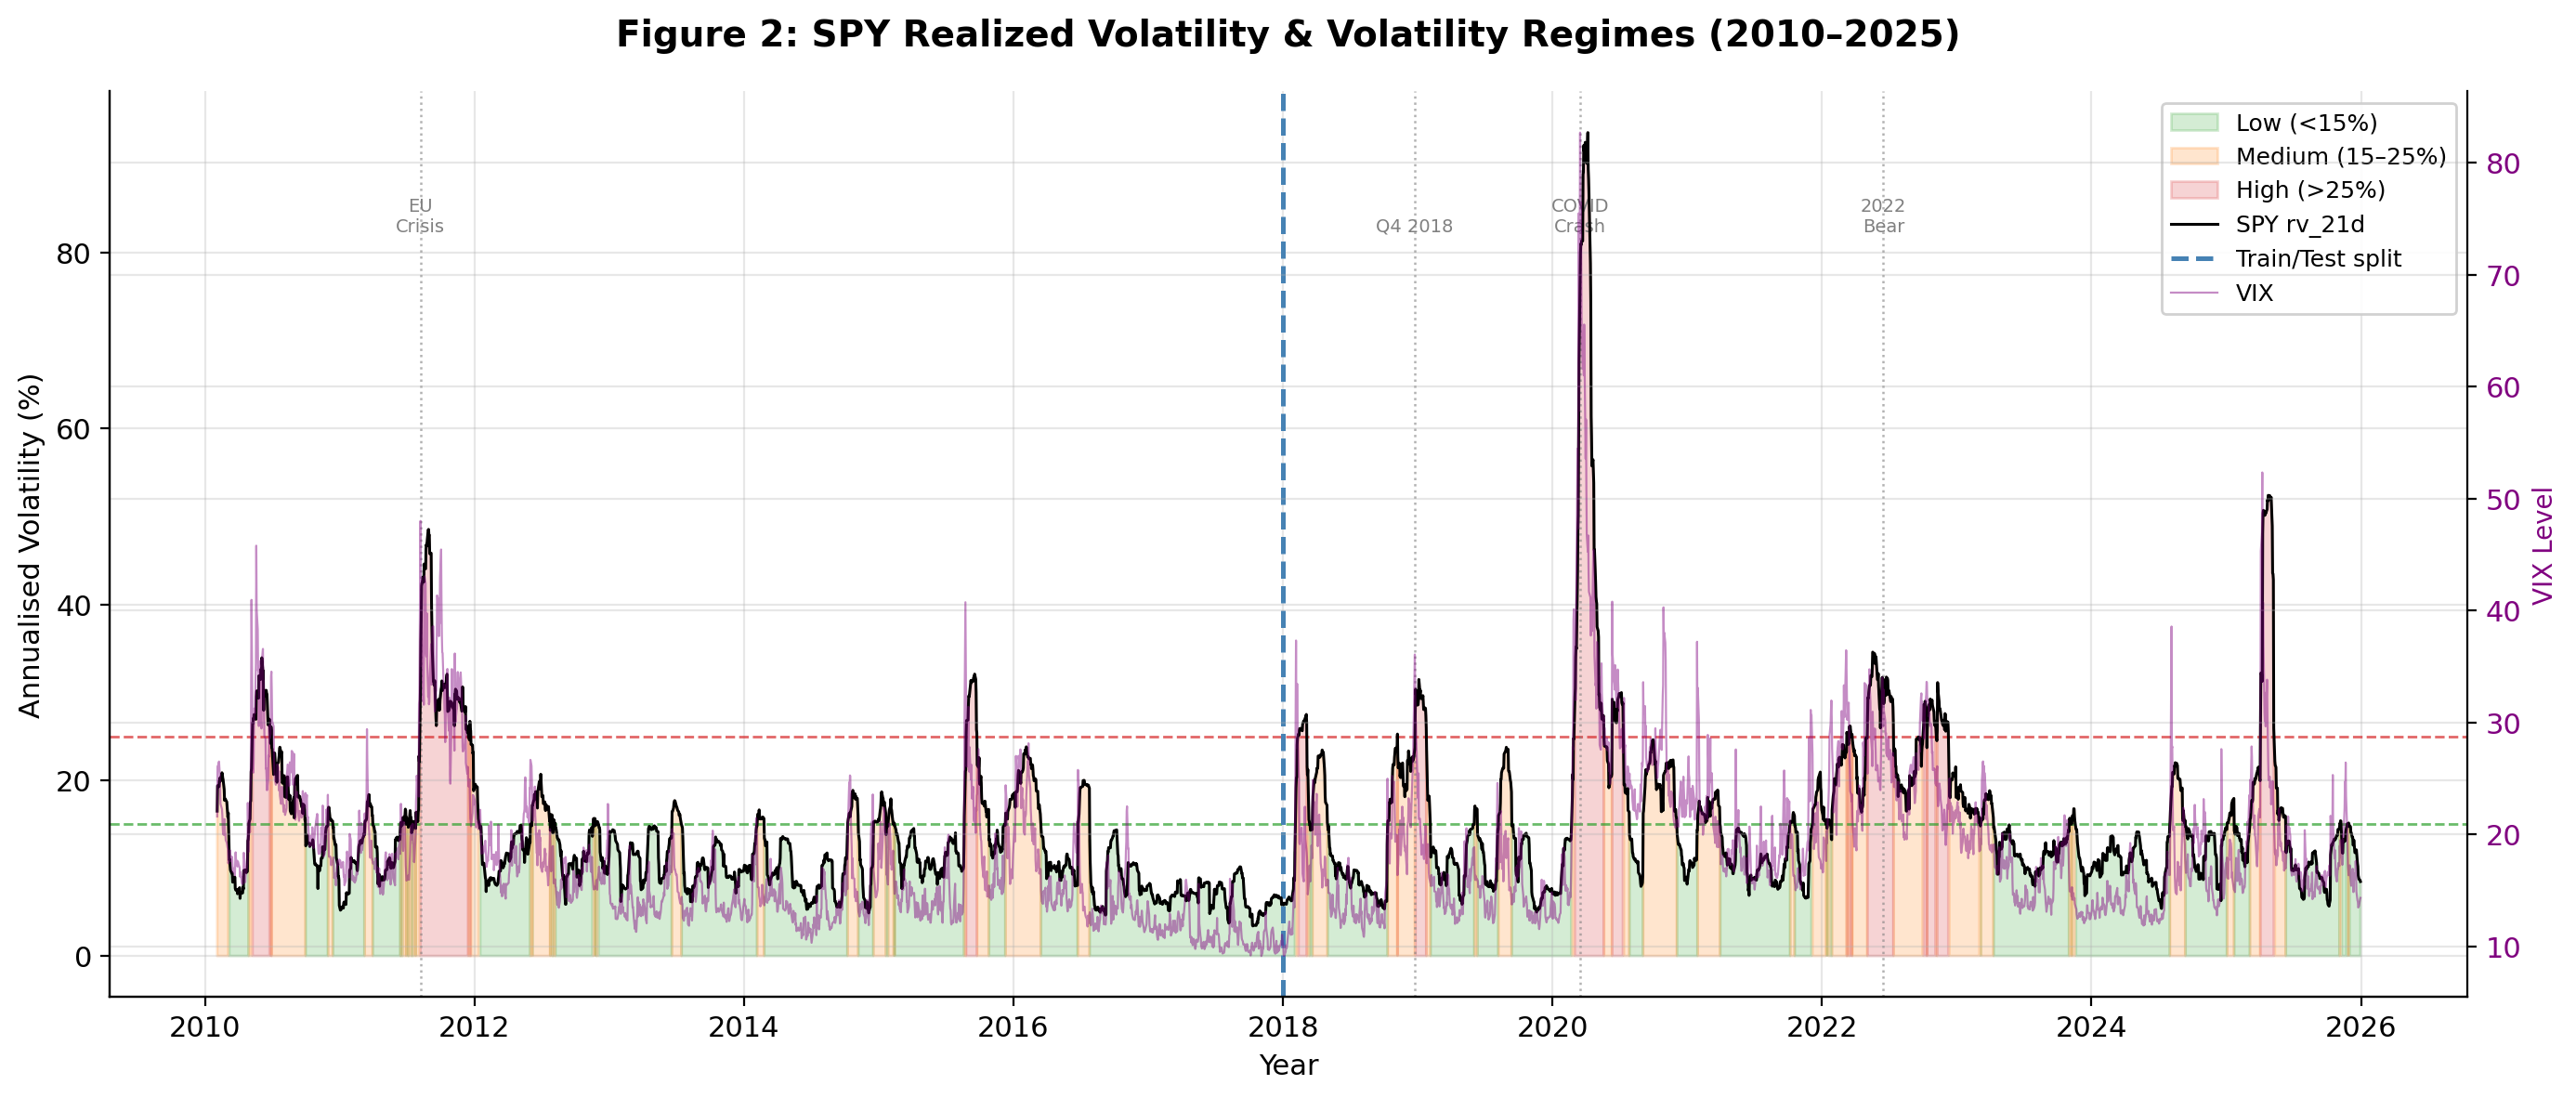 Figure 2: SPY Realized Volatility & Volatility Regimes (2010–2025)
Annualised Volatility (%)
80
60
40
20
0
EU
Crisis
Q4 2018
COVID
Crash
2022
Bear
Low (<15%)
Medium (15–25%)
High (>25%)
SPY rv_21d
Train/Test split
VIX
80
70
60
50
40
30
20
10
VIX Level
2010
2012
2014
2016
2018
2020
2022
2024
2026
Year